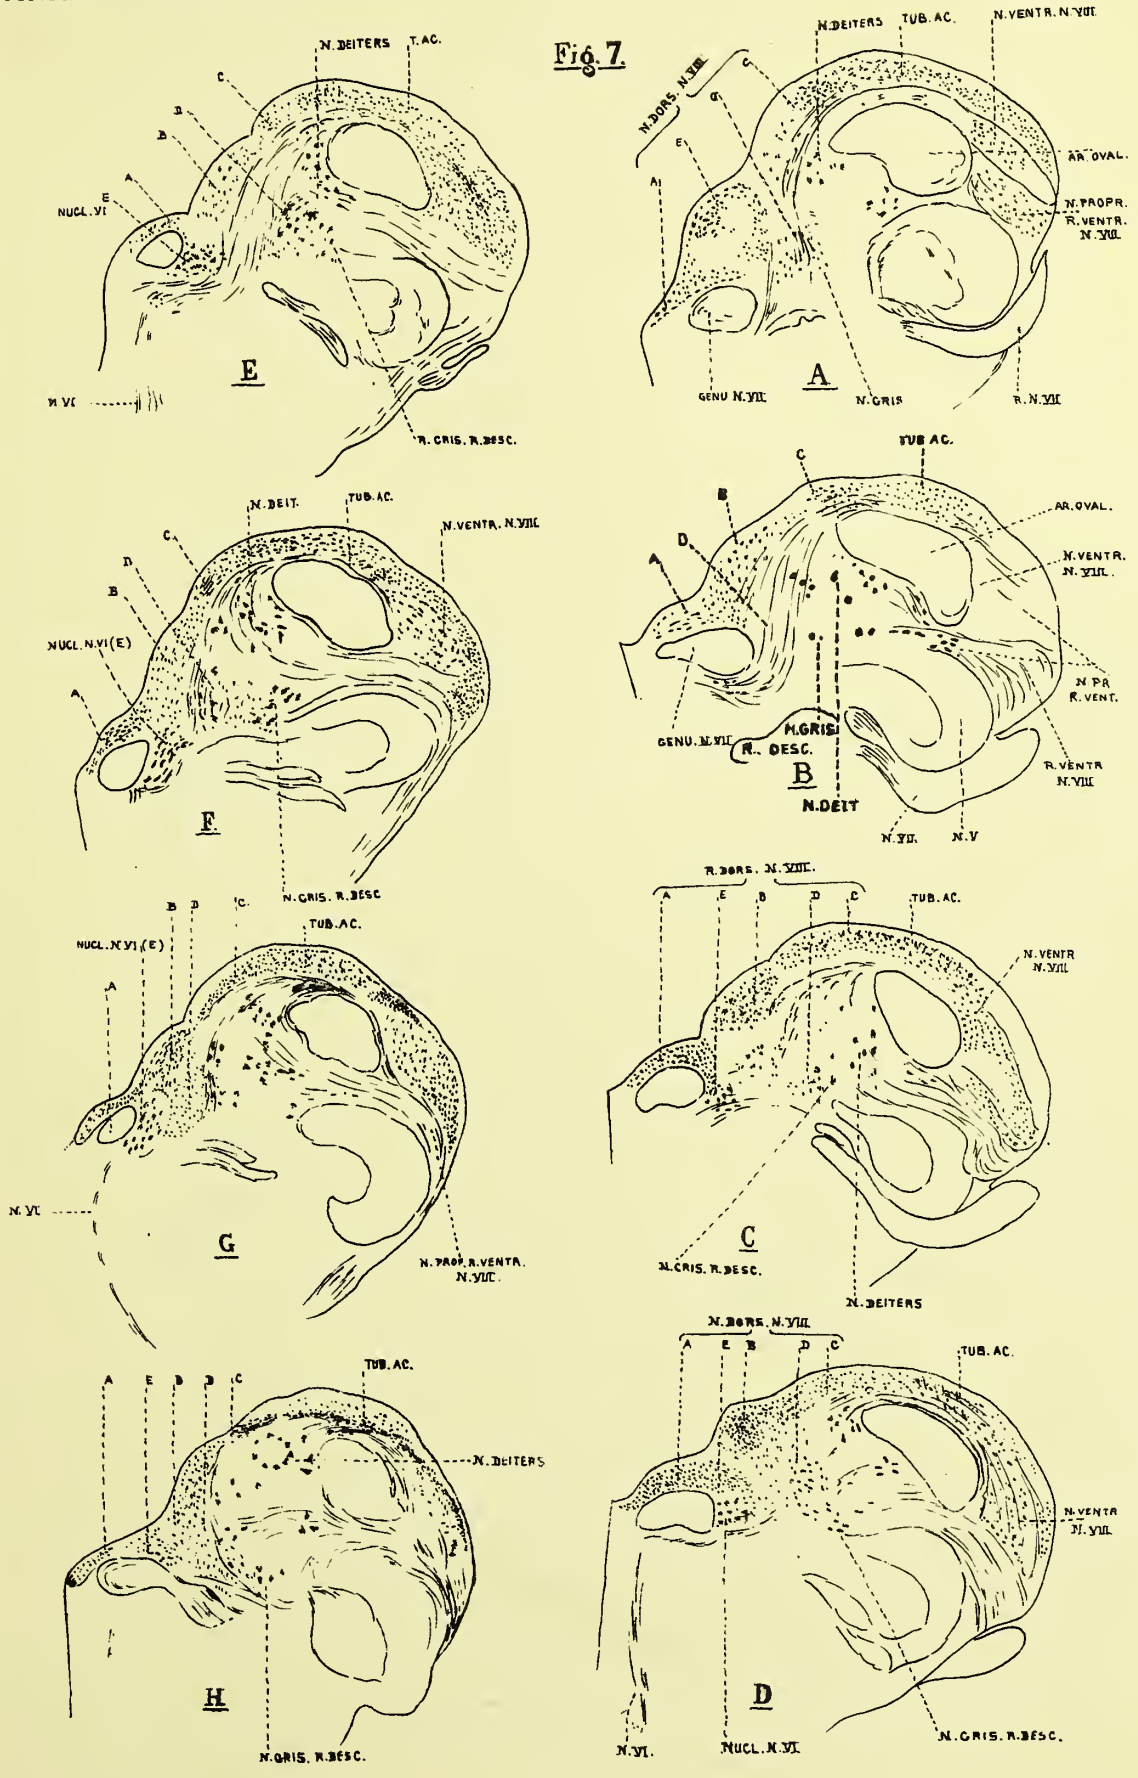 Fig. 7.
N. DEITERS
T. AC.
C
D
B
A
E
NUCL. VI
E
N VI
R. GRIS. R. DESC.
N. DEITERS
TUB. AC.
N. VENTR. N. VIII.
N. DORS. N. VIII
C
E
A
AR. OVAL.
N. PROPR.
R. VENTR.
N. VIII
A
GENU N. VII
N. GRIS
R. N. VII
N. DEIT.
TUB. AC.
N. VENTR. N. VIII
C
D
B
NUCL. N. VI (E)
A
F.
N. GRIS. R. DESC
TUB AC.
C
B
D
A
AR. OVAL.
N. VENTR.
N. VIII.
N. PR
R. VENT.
GENU. N. VII
N. GRIS
R. DESC.
B
R. VENTR
N. VIII
N. DEIT
N. VII.
N. V
B
D
C.
TUB. AC.
NUCL. N. VI (E)
A
N. VI
G
N. PROP. R. VENTR.
N. VIII.
R. DORS. N. VIII.
A
E
B
D
C
TUB. AC.
N. VENTR
N. VIII
C
N. GRIS. R. DESC.
N. DEITERS
TUB. AC.
A
E
B
D
C
N. DEITERS
H
N. GRIS. R. DESC.
N. DORS. N. VIII
A
E
B
D
C
TUB. AC.
N. VENTR
N. VIII
D
N. VI.
NUCL. N. VI
N. GRIS. R. DESC.